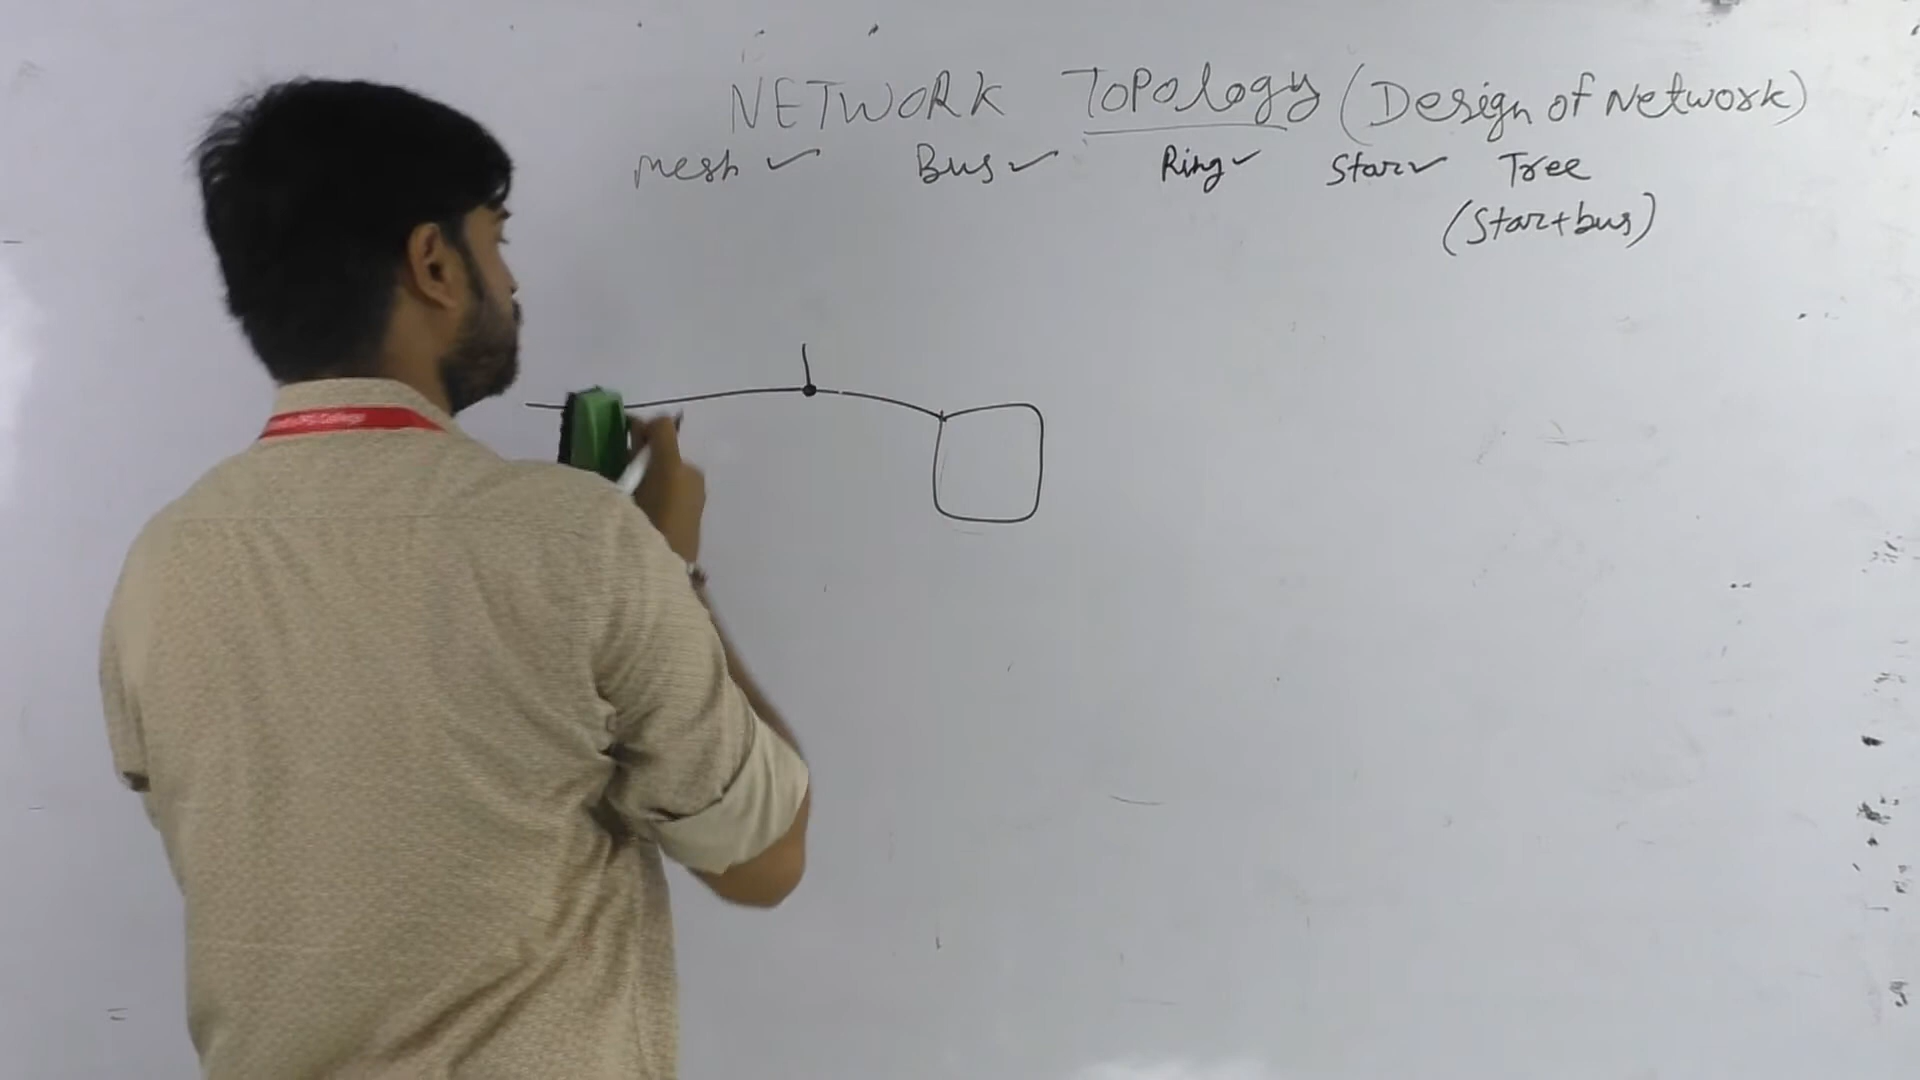 NETWORK Topology (Design of Network)
Mesh ✓ Bus ✓ Ring ✓ Star ✓ Tree
(Star+bus)